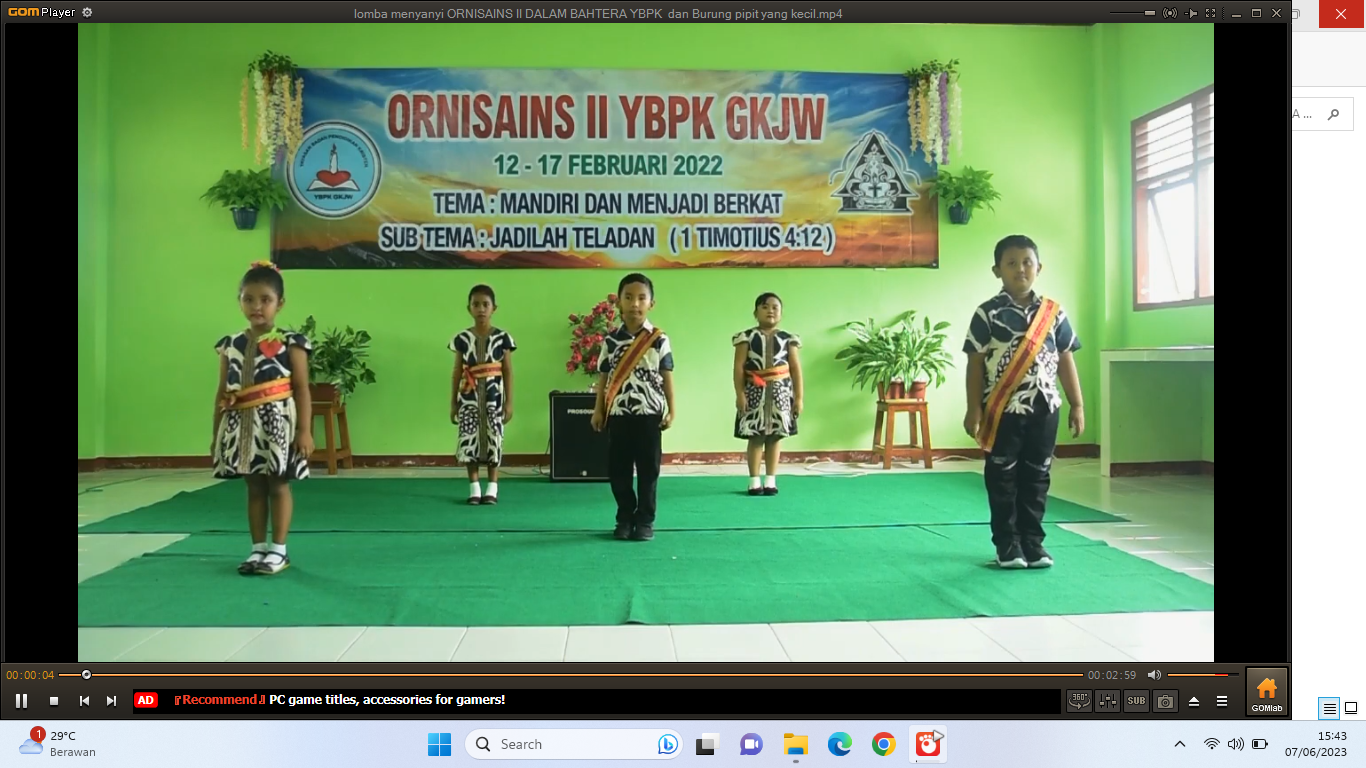 GOM Player
lomba menyanyi ORNISAINS II DALAM BAHTERA YBPK dan Burung pipit yang kecil.mp4
A ...
ORNISAINS II YBPK GKJW
12 - 17 FEBRUARI 2022
TEMA : MANDIRI DAN MENJADI BERKAT
SUB TEMA : JADILAH TELADAN ( 1 TIMOTIUS 4:12 )
YBPK GKJW
00:00:04
00:02:59
AD
『Recommend』 PC game titles, accessories for gamers!
360°
SUB
GOMlab
1
29°C
Berawan
Search
15:43
07/06/2023